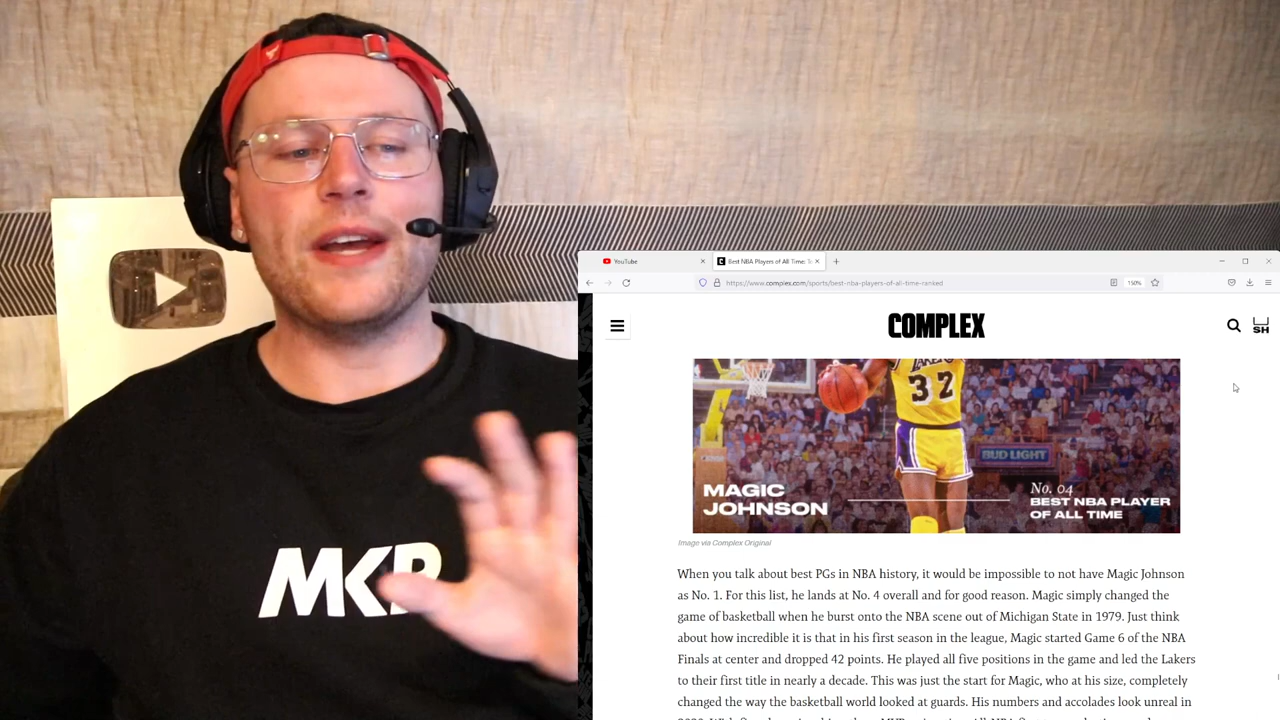 YouTube
Best NBA Players of All Time: To
https://www.complex.com/sports/best-nba-players-of-all-time-ranked
150%
COMPLEX
SH
LAKERS
32
BUD LIGHT
MAGIC
JOHNSON
No. 04
BEST NBA PLAYER
OF ALL TIME
Image via Complex Original
When you talk about best PGs in NBA history, it would be impossible to not have Magic Johnson
as No. 1. For this list, he lands at No. 4 overall and for good reason. Magic simply changed the
game of basketball when he burst onto the NBA scene out of Michigan State in 1979. Just think
about how incredible it is that in his first season in the league, Magic started Game 6 of the NBA
Finals at center and dropped 42 points. He played all five positions in the game and led the Lakers
to their first title in nearly a decade. This was just the start for Magic, who at his size, completely
changed the way the basketball world looked at guards. His numbers and accolades look unreal in
MKB